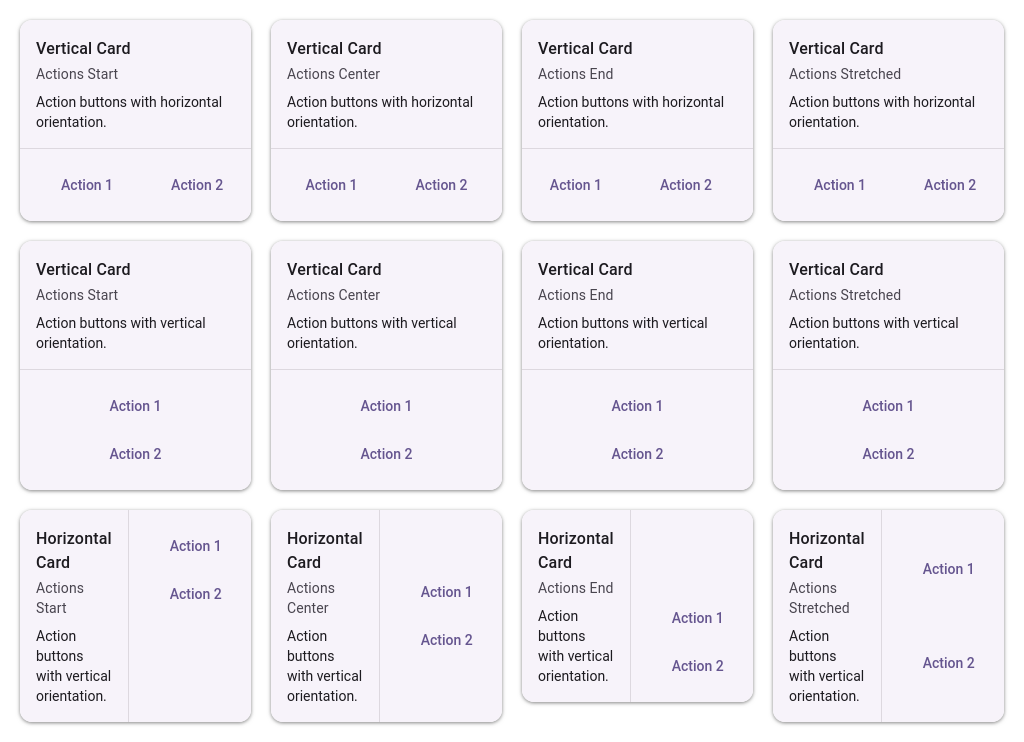 Vertical Card
Actions Start
Action buttons with horizontal
orientation.
Action 1 Action 2
Vertical Card
Actions Center
Action buttons with horizontal
orientation.
Action 1 Action 2
Vertical Card
Actions End
Action buttons with horizontal
orientation.
Action 1 Action 2
Vertical Card
Actions Stretched
Action buttons with horizontal
orientation.
Action 1 Action 2
Vertical Card
Actions Start
Action buttons with vertical
orientation.
Action 1
Action 2
Vertical Card
Actions Center
Action buttons with vertical
orientation.
Action 1
Action 2
Vertical Card
Actions End
Action buttons with vertical
orientation.
Action 1
Action 2
Vertical Card
Actions Stretched
Action buttons with vertical
orientation.
Action 1
Action 2
Horizontal
Card
Actions
Start
Action
buttons
with vertical
orientation.
Action 1
Action 2
Horizontal
Card
Actions
Center
Action
buttons
with vertical
orientation.
Action 1
Action 2
Horizontal
Card
Actions End
Action
buttons
with vertical
orientation.
Action 1
Action 2
Horizontal
Card
Actions
Stretched
Action
buttons
with vertical
orientation.
Action 1
Action 2